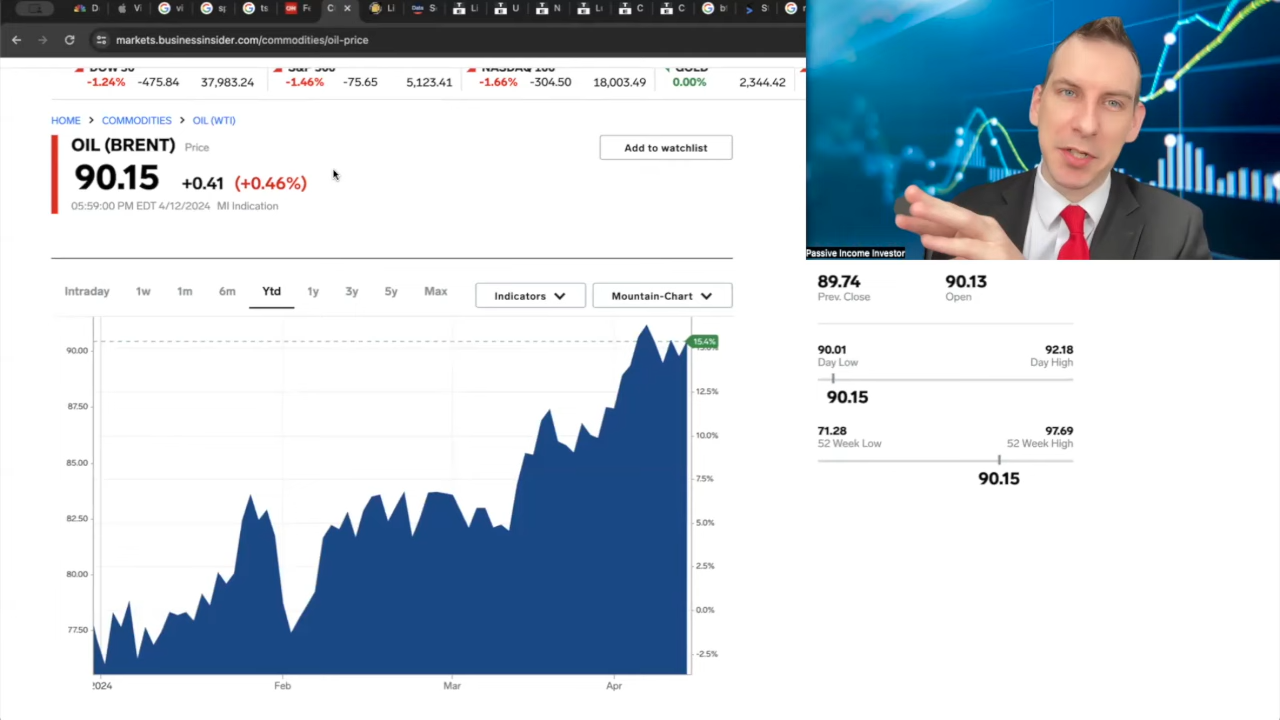 markets.businessinsider.com/commodities/oil-price
DOW 30 S&P 500 NASDAQ 100 GOLD
-1.24% -475.84 37,983.24 -1.46% -75.65 5,123.41 -1.66% -304.50 18,003.49 0.00% 2,344.42
HOME > COMMODITIES > OIL (WTI)
OIL (BRENT) Price
Add to watchlist
90.15 +0.41 (+0.46%)
05:59:00 PM EDT 4/12/2024 MI Indication
Passive Income Investor
Intraday 1w 1m 6m Ytd 1y 3y 5y Max
Indicators
Mountain-Chart
90.00
87.50
85.00
82.50
80.00
77.50
15.4%
12.5%
10.0%
7.5%
5.0%
2.5%
0.0%
-2.5%
2024 Feb Mar Apr
89.74 90.13
Prev. Close Open
90.01 92.18
Day Low Day High
90.15
71.28 97.69
52 Week Low 52 Week High
90.15